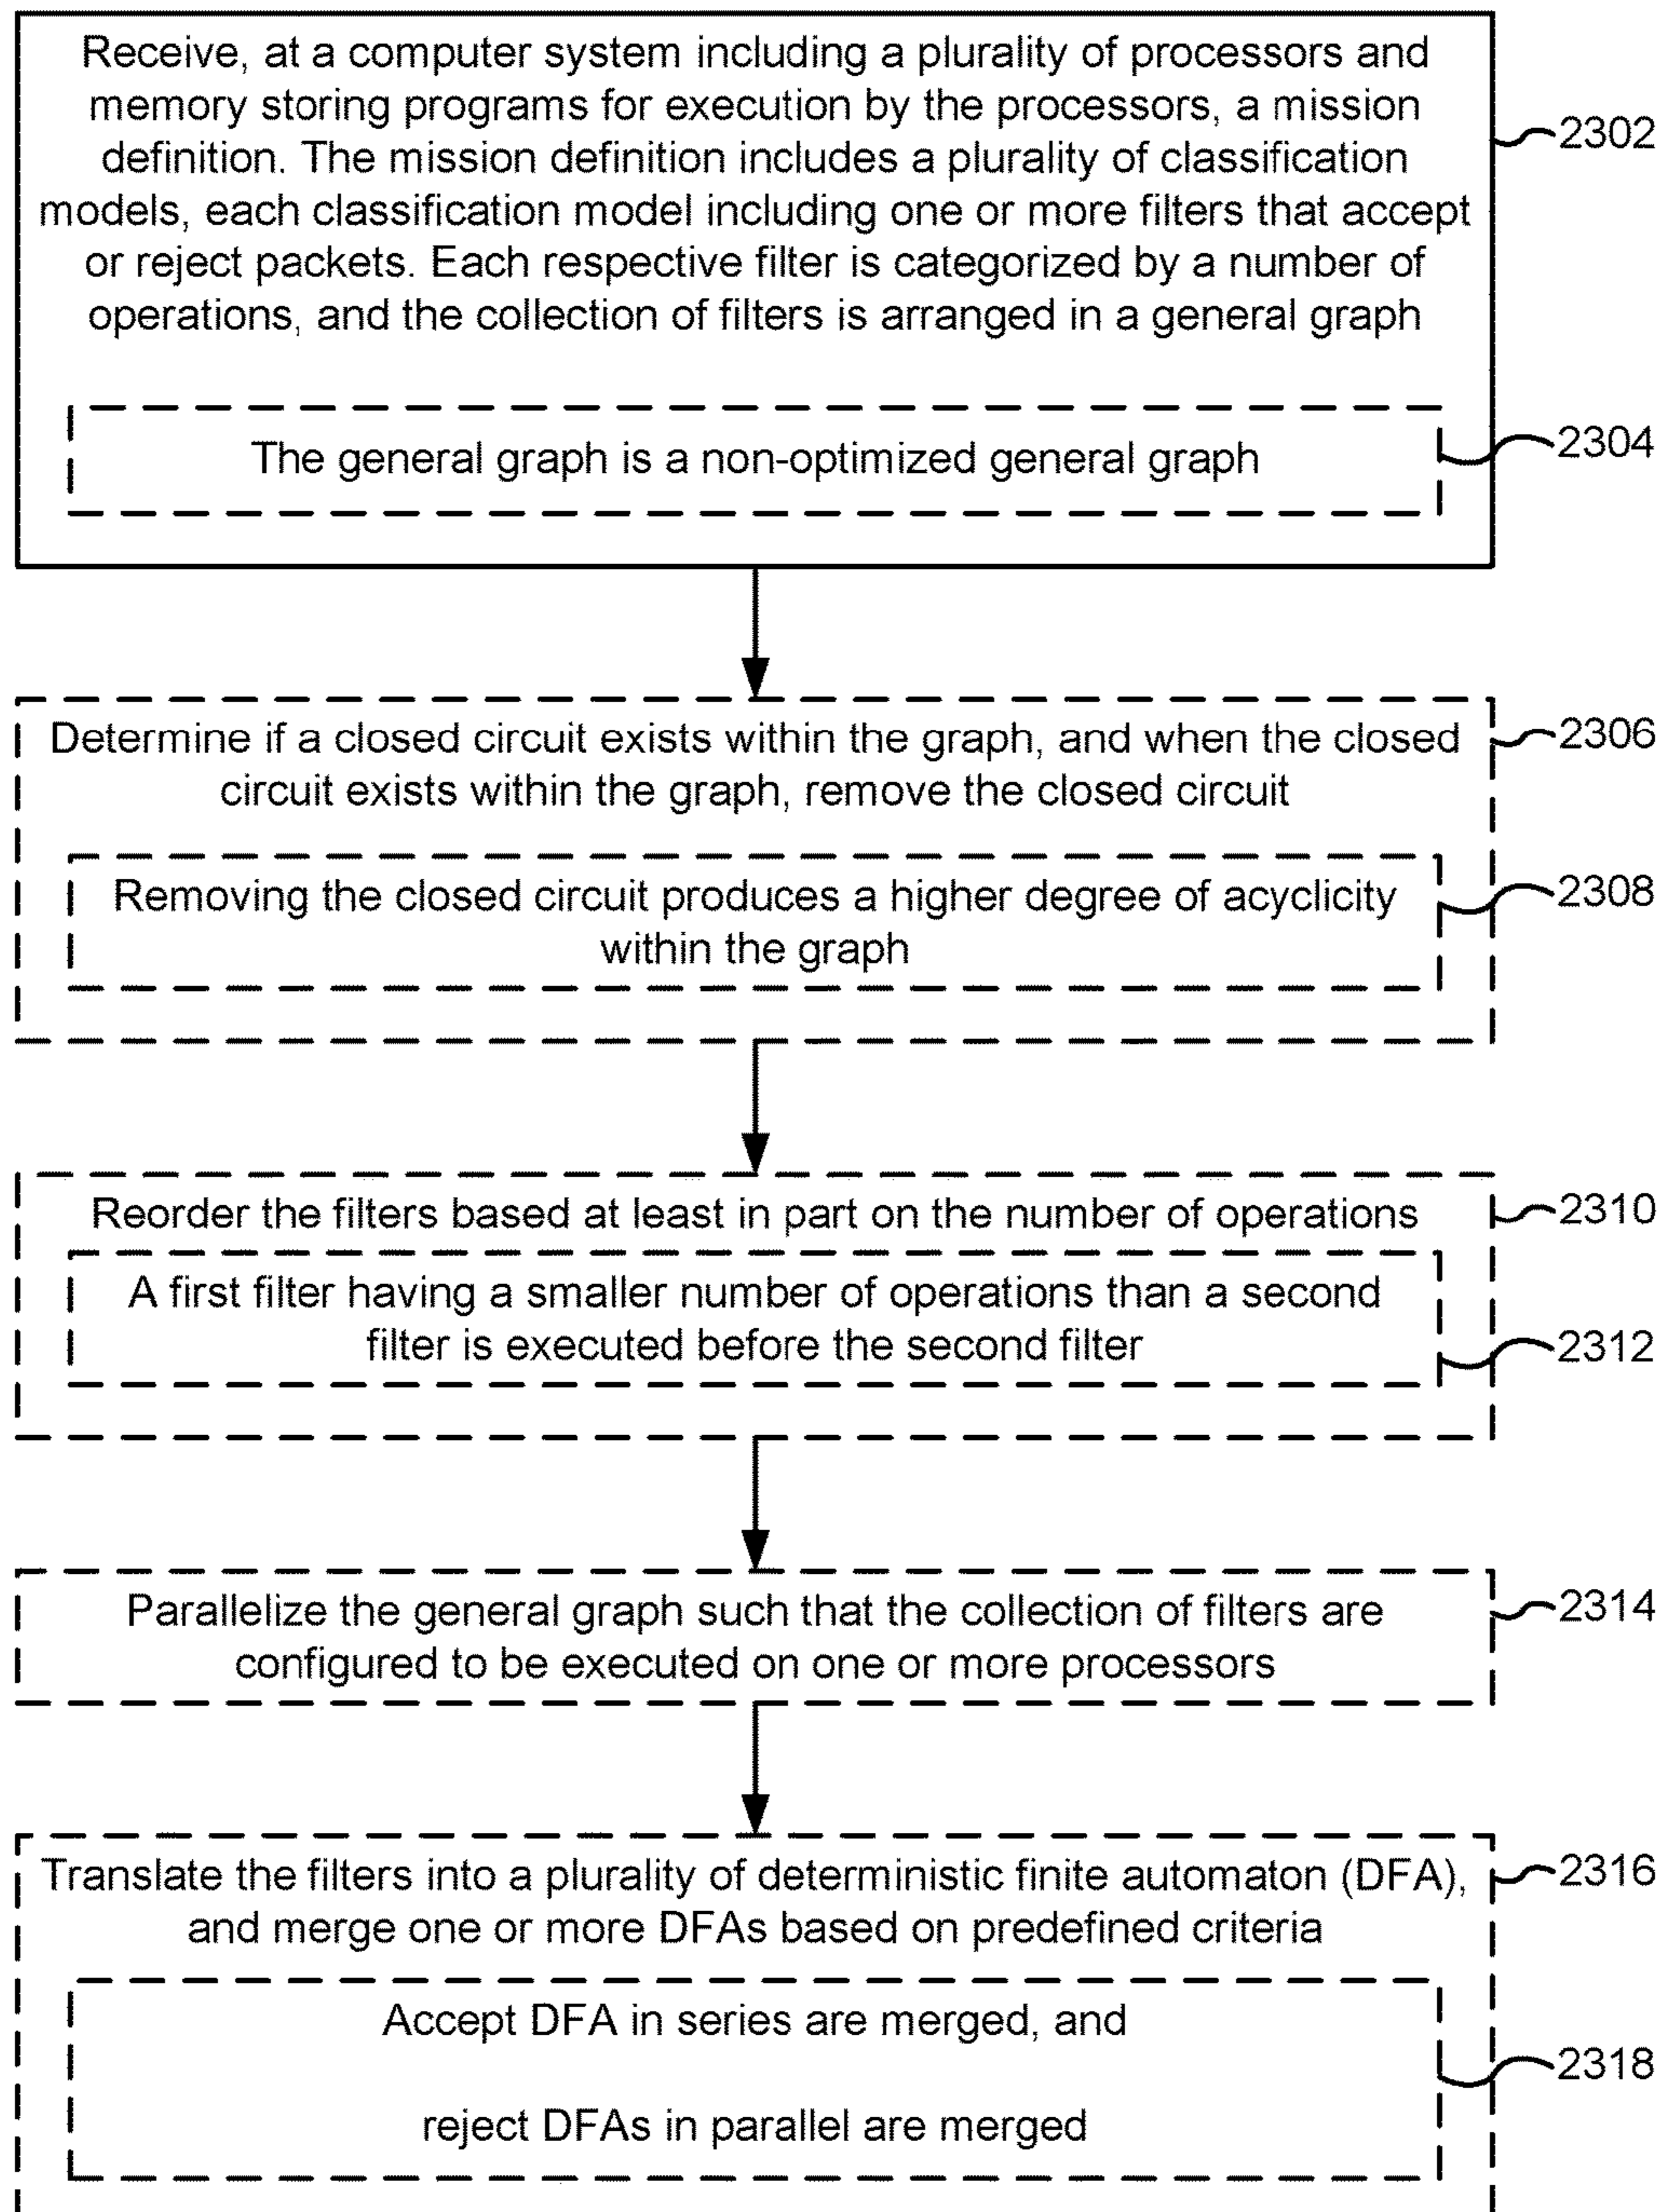 Receive, at a computer system including a plurality of processors and
memory storing programs for execution by the processors, a mission
definition. The mission definition includes a plurality of classification
models, each classification model including one or more filters that accept
or reject packets. Each respective filter is categorized by a number of
operations, and the collection of filters is arranged in a general graph
2302
The general graph is a non-optimized general graph
2304
Determine if a closed circuit exists within the graph, and when the closed
circuit exists within the graph, remove the closed circuit
2306
Removing the closed circuit produces a higher degree of acyclicity
within the graph
2308
Reorder the filters based at least in part on the number of operations
2310
A first filter having a smaller number of operations than a second
filter is executed before the second filter
2312
Parallelize the general graph such that the collection of filters are
configured to be executed on one or more processors
2314
Translate the filters into a plurality of deterministic finite automaton (DFA),
and merge one or more DFAs based on predefined criteria
2316
Accept DFA in series are merged, and
reject DFAs in parallel are merged
2318